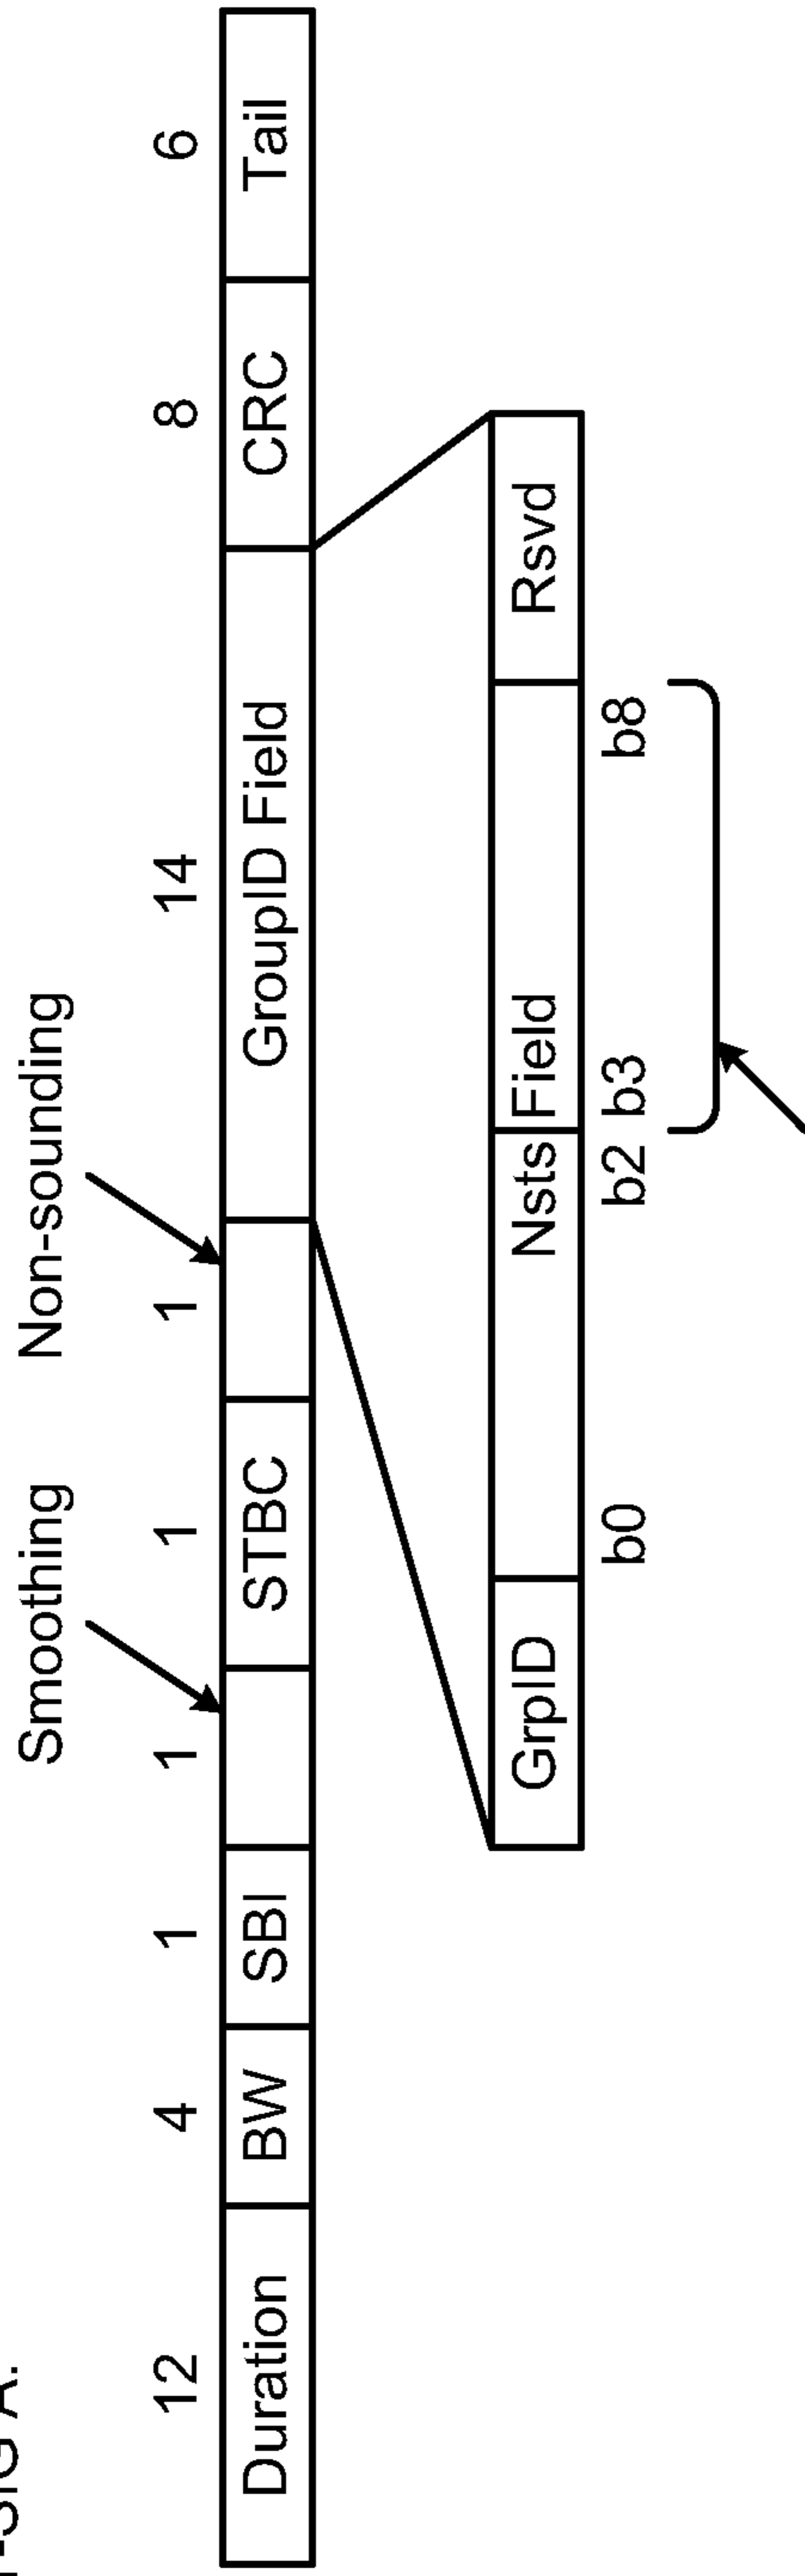 -SIG A:
Smoothing Non-sounding
12 4 1 1 1 1 14 8 6
Duration BW SBI STBC GroupID Field CRC Tail
GrpID Nsts Field Rsvd
b0 b2 b3 b8